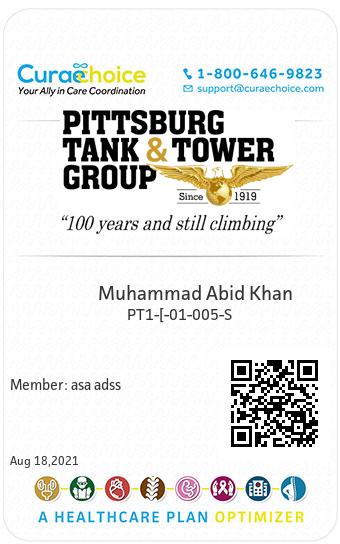 Curaechoice
Your Ally in Care Coordination
1-800-646-9823
support@curaechoice.com
PITTSBURG
TANK & TOWER
GROUP
Since 1919
“100 years and still climbing”
Muhammad Abid Khan
PT1-[-01-005-S
Member: asa adss
Aug 18,2021
A HEALTHCARE PLAN OPTIMIZER